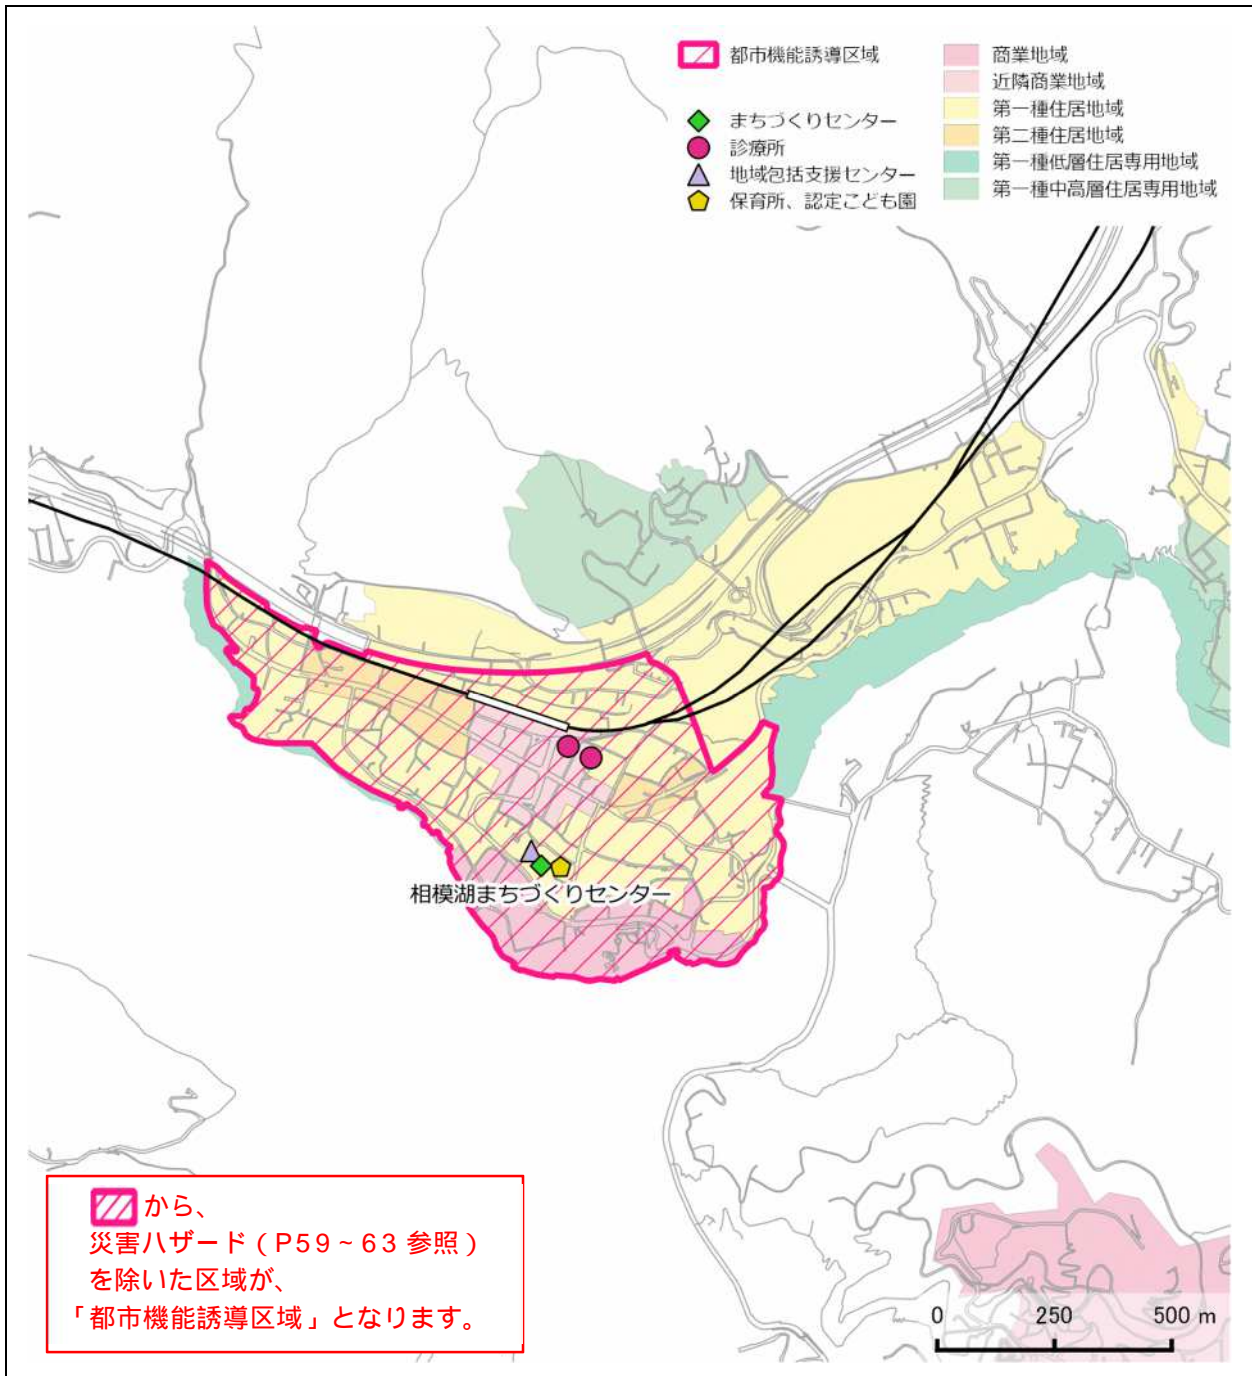 都市機能誘導区域
まちづくりセンター
診療所
地域包括支援センター
保育所、認定こども園
商業地域
近隣商業地域
第一種住居地域
第二種住居地域
第一種低層住居専用地域
第一種中高層住居専用地域
相模湖まちづくりセンター
から、
災害ハザード（P59~63 参照）
を除いた区域が、
「都市機能誘導区域」となります。
0 250 500 m